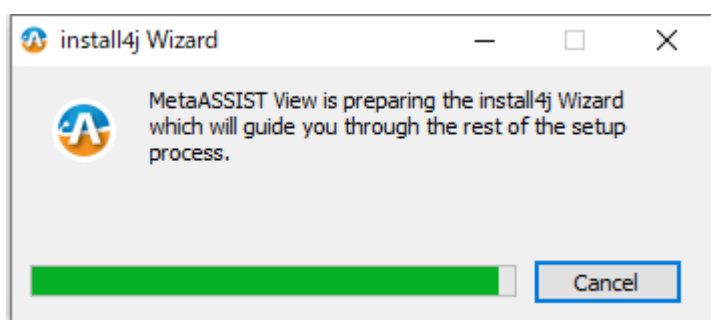 install4j Wizard
MetaASSIST View is preparing the install4j Wizard
which will guide you through the rest of the setup
process.
Cancel